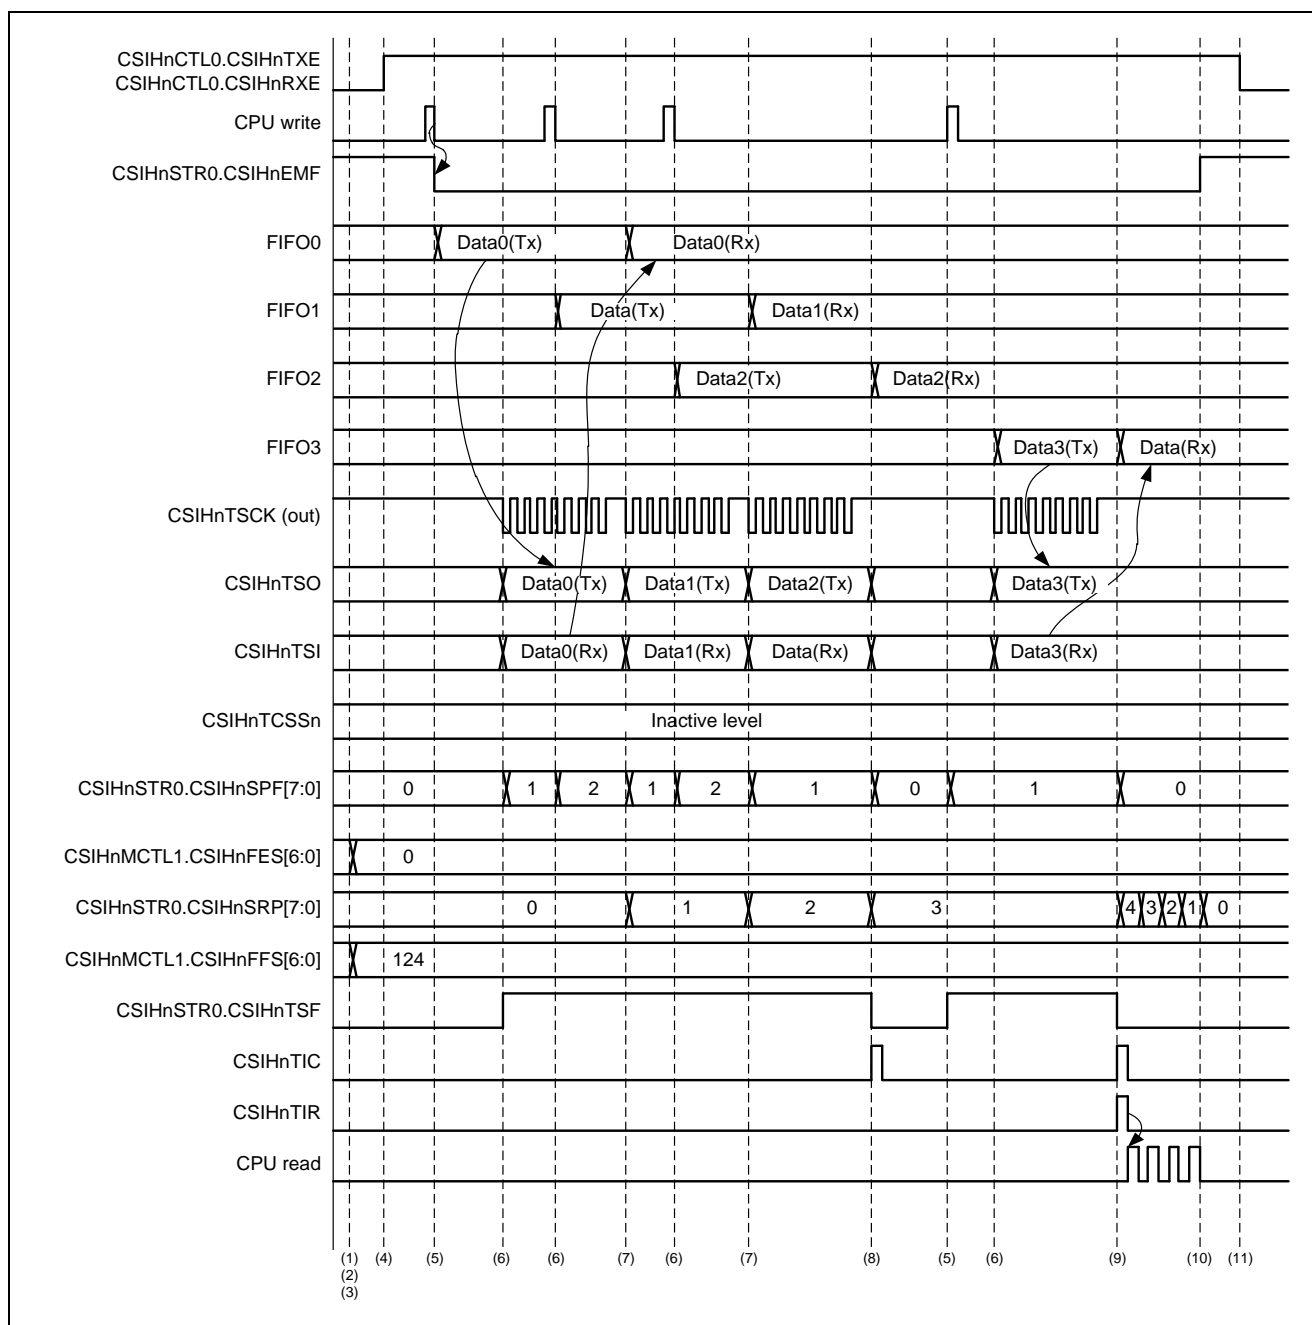 CSIHnCTL0.CSIHnTXE
CSIHnCTL0.CSIHnRXE
CPU write
CSIHnSTR0.CSIHnEMF
FIFO0 Data0(Tx) Data0(Rx)
FIFO1 Data(Tx) Data1(Rx)
FIFO2 Data2(Tx) Data2(Rx)
FIFO3 Data3(Tx) Data(Rx)
CSIHnTSCK (out)
CSIHnTSO Data0(Tx) Data1(Tx) Data2(Tx) Data3(Tx)
CSIHnTSI Data0(Rx) Data1(Rx) Data(Rx) Data3(Rx)
CSIHnTCSSn Inactive level
CSIHnSTR0.CSIHnSPF[7:0] 0 1 2 1 2 1 0 1 0
CSIHnMCTL1.CSIHnFES[6:0] 0
CSIHnSTR0.CSIHnSRP[7:0] 0 1 2 3 4 3 2 1 0
CSIHnMCTL1.CSIHnFFS[6:0] 124
CSIHnSTR0.CSIHnTSF
CSIHnTIC
CSIHnTIR
CPU read
(1) (4) (5) (6) (6) (7) (6) (7) (8) (5) (6) (9) (10) (11)
(2)
(3)